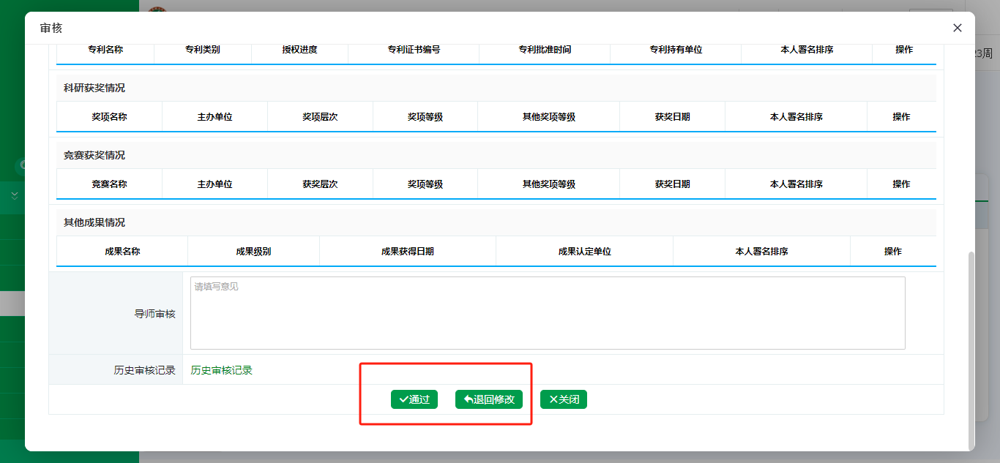 审核
23周
专利名称 专利类别 授权进度 专利证书编号 专利批准时间 专利持有单位 本人署名排序 操作
科研获奖情况
奖项名称 主办单位 奖项层次 奖项等级 其他奖项等级 获奖日期 本人署名排序 操作
竞赛获奖情况
竞赛名称 主办单位 获奖层次 奖项等级 其他奖项等级 获奖日期 本人署名排序 操作
其他成果情况
成果名称 成果级别 成果获得日期 成果认定单位 本人署名排序 操作
请填写意见
导师审核
历史审核记录 历史审核记录
通过 退回修改 关闭